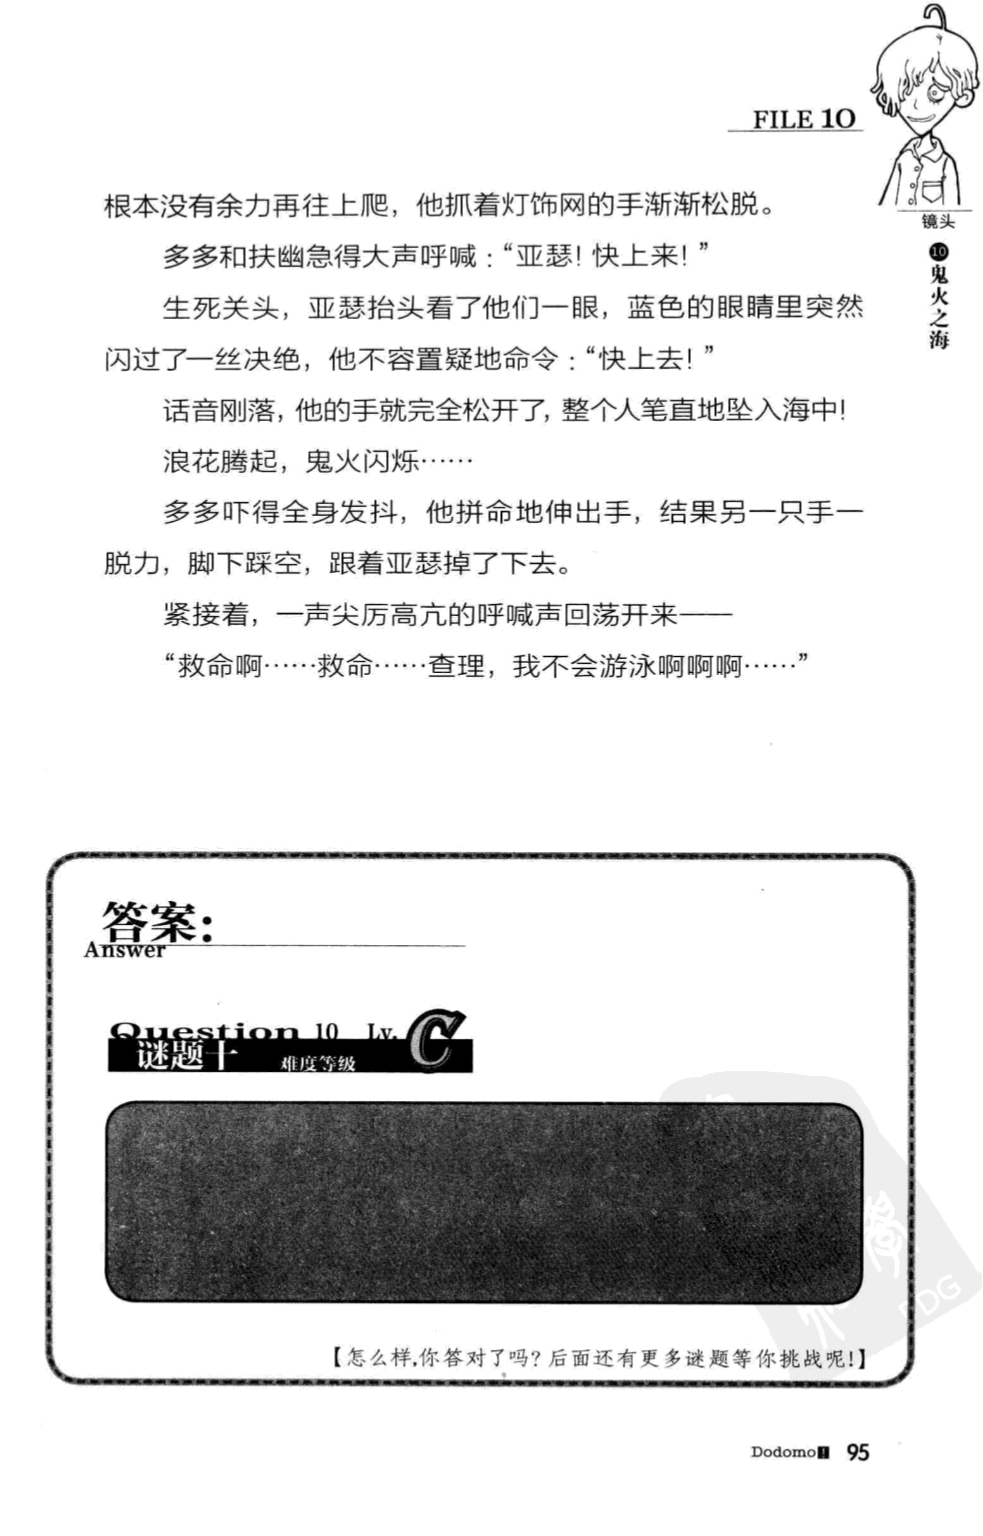 FILE 10
镜头
⑩鬼火之海
根本没有余力再往上爬，他抓着灯饰网的手渐渐松脱。
多多和扶幽急得大声呼喊：“亚瑟！快上来！”
生死关头，亚瑟抬头看了他们一眼，蓝色的眼睛里突然
闪过了一丝决绝，他不容置疑地命令：“快上去！”
话音刚落，他的手就完全松开了，整个人笔直地坠入海中！
浪花腾起，鬼火闪烁……
多多吓得全身发抖，他拼命地伸出手，结果另一只手一
脱力，脚下踩空，跟着亚瑟掉了下去。
紧接着，一声尖厉高亢的呼喊声回荡开来——
“救命啊……救命……查理，我不会游泳啊啊啊……”
答案：
Answer
Question 10 Lv. C
谜题十 难度等级
【怎么样，你答对了吗？后面还有更多谜题等你挑战呢！】
PDG
Dodomo! 95